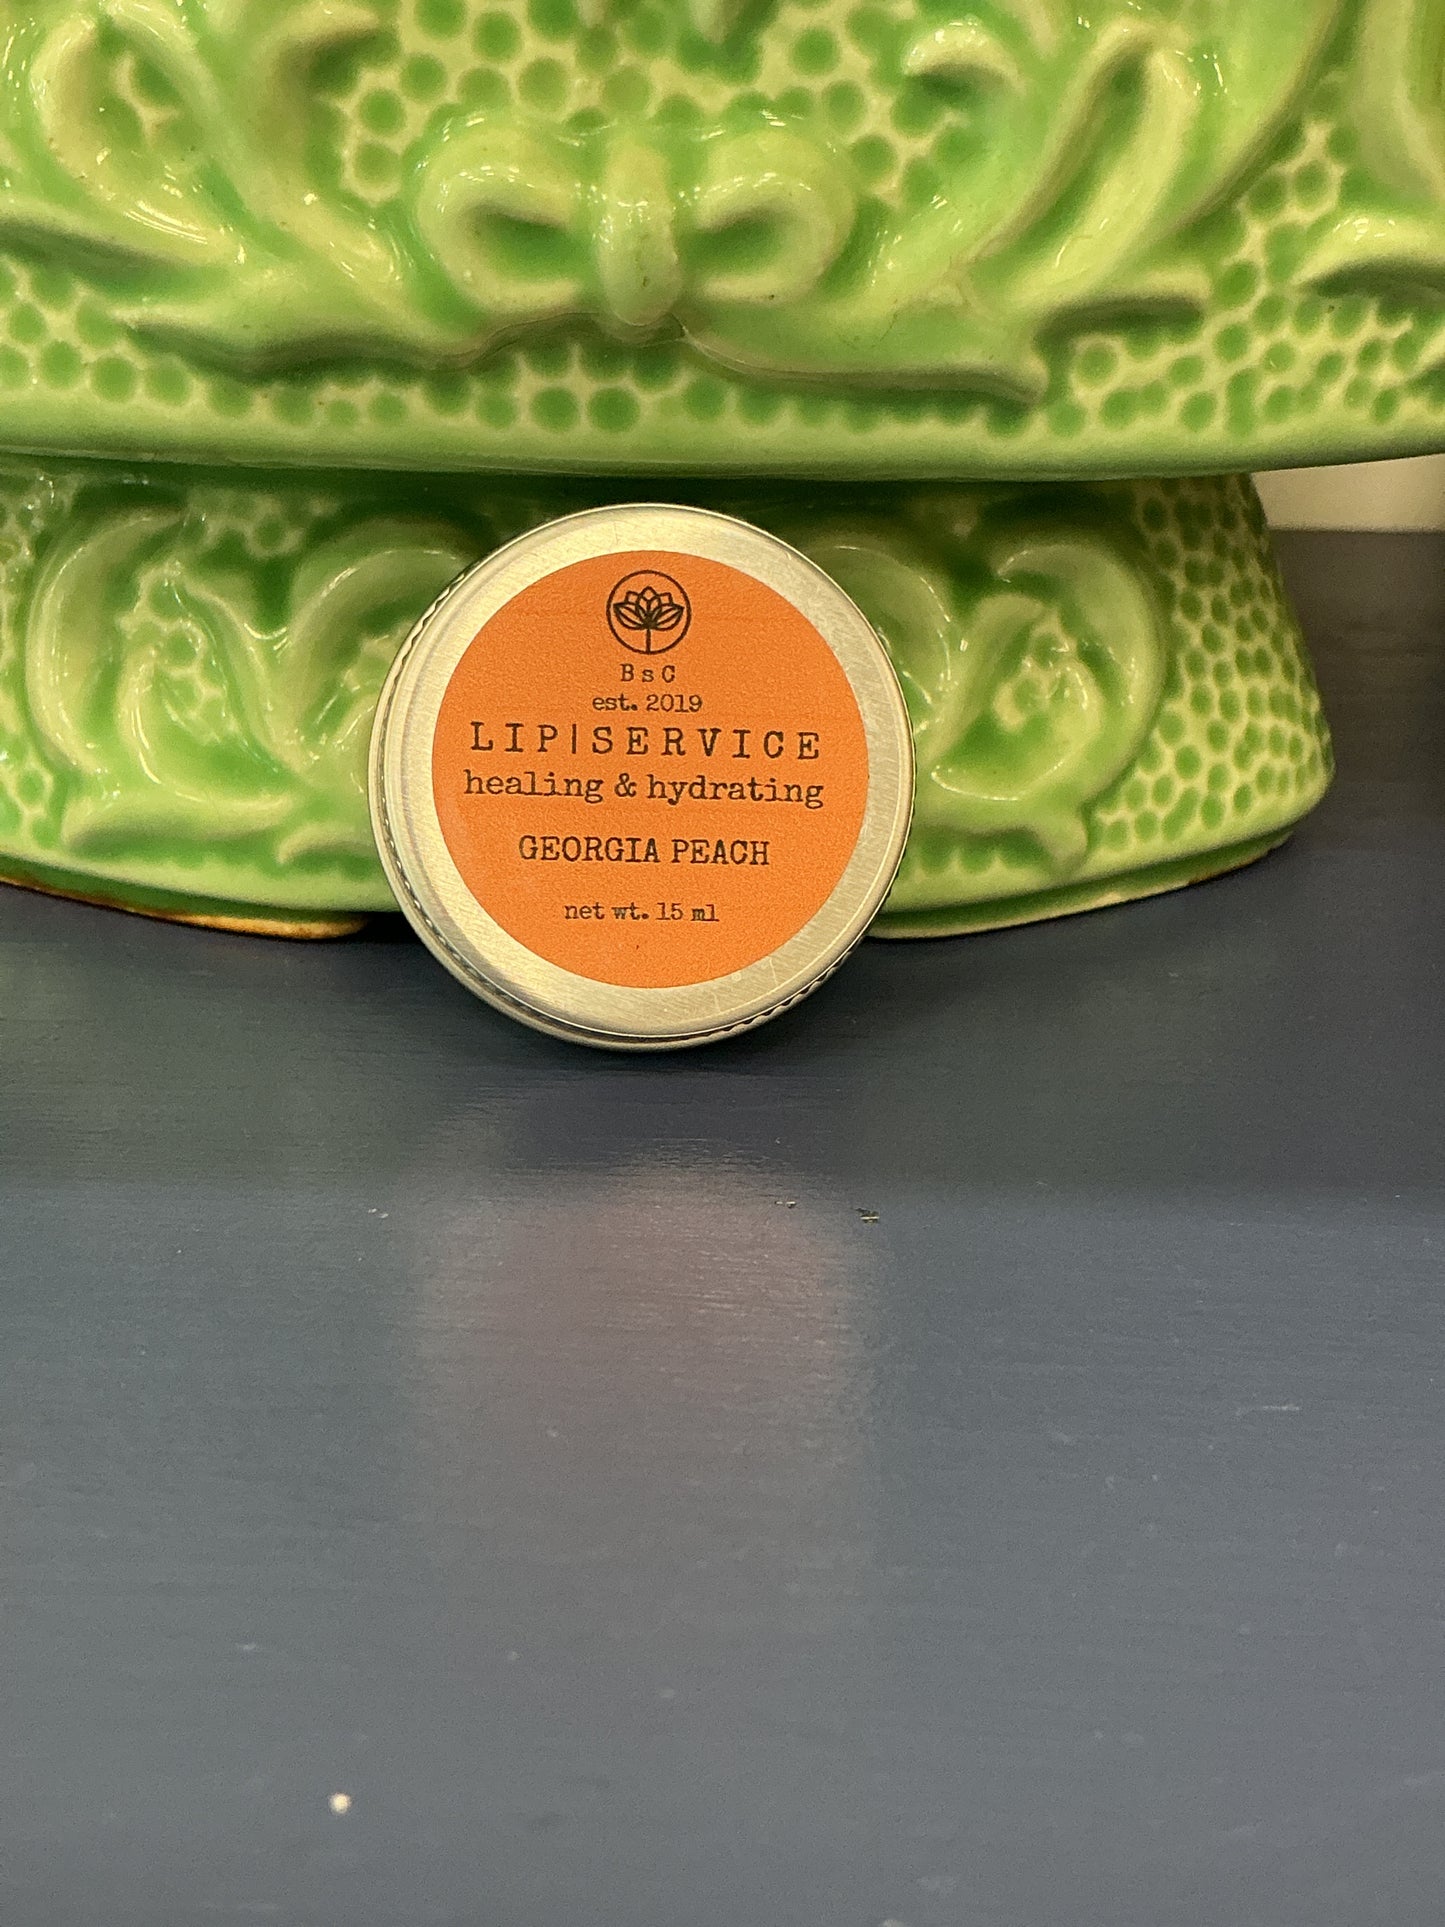 BsC
est. 2019
LIP|SERVICE
healing & hydrating
GEORGIA PEACH
net wt. 15 ml